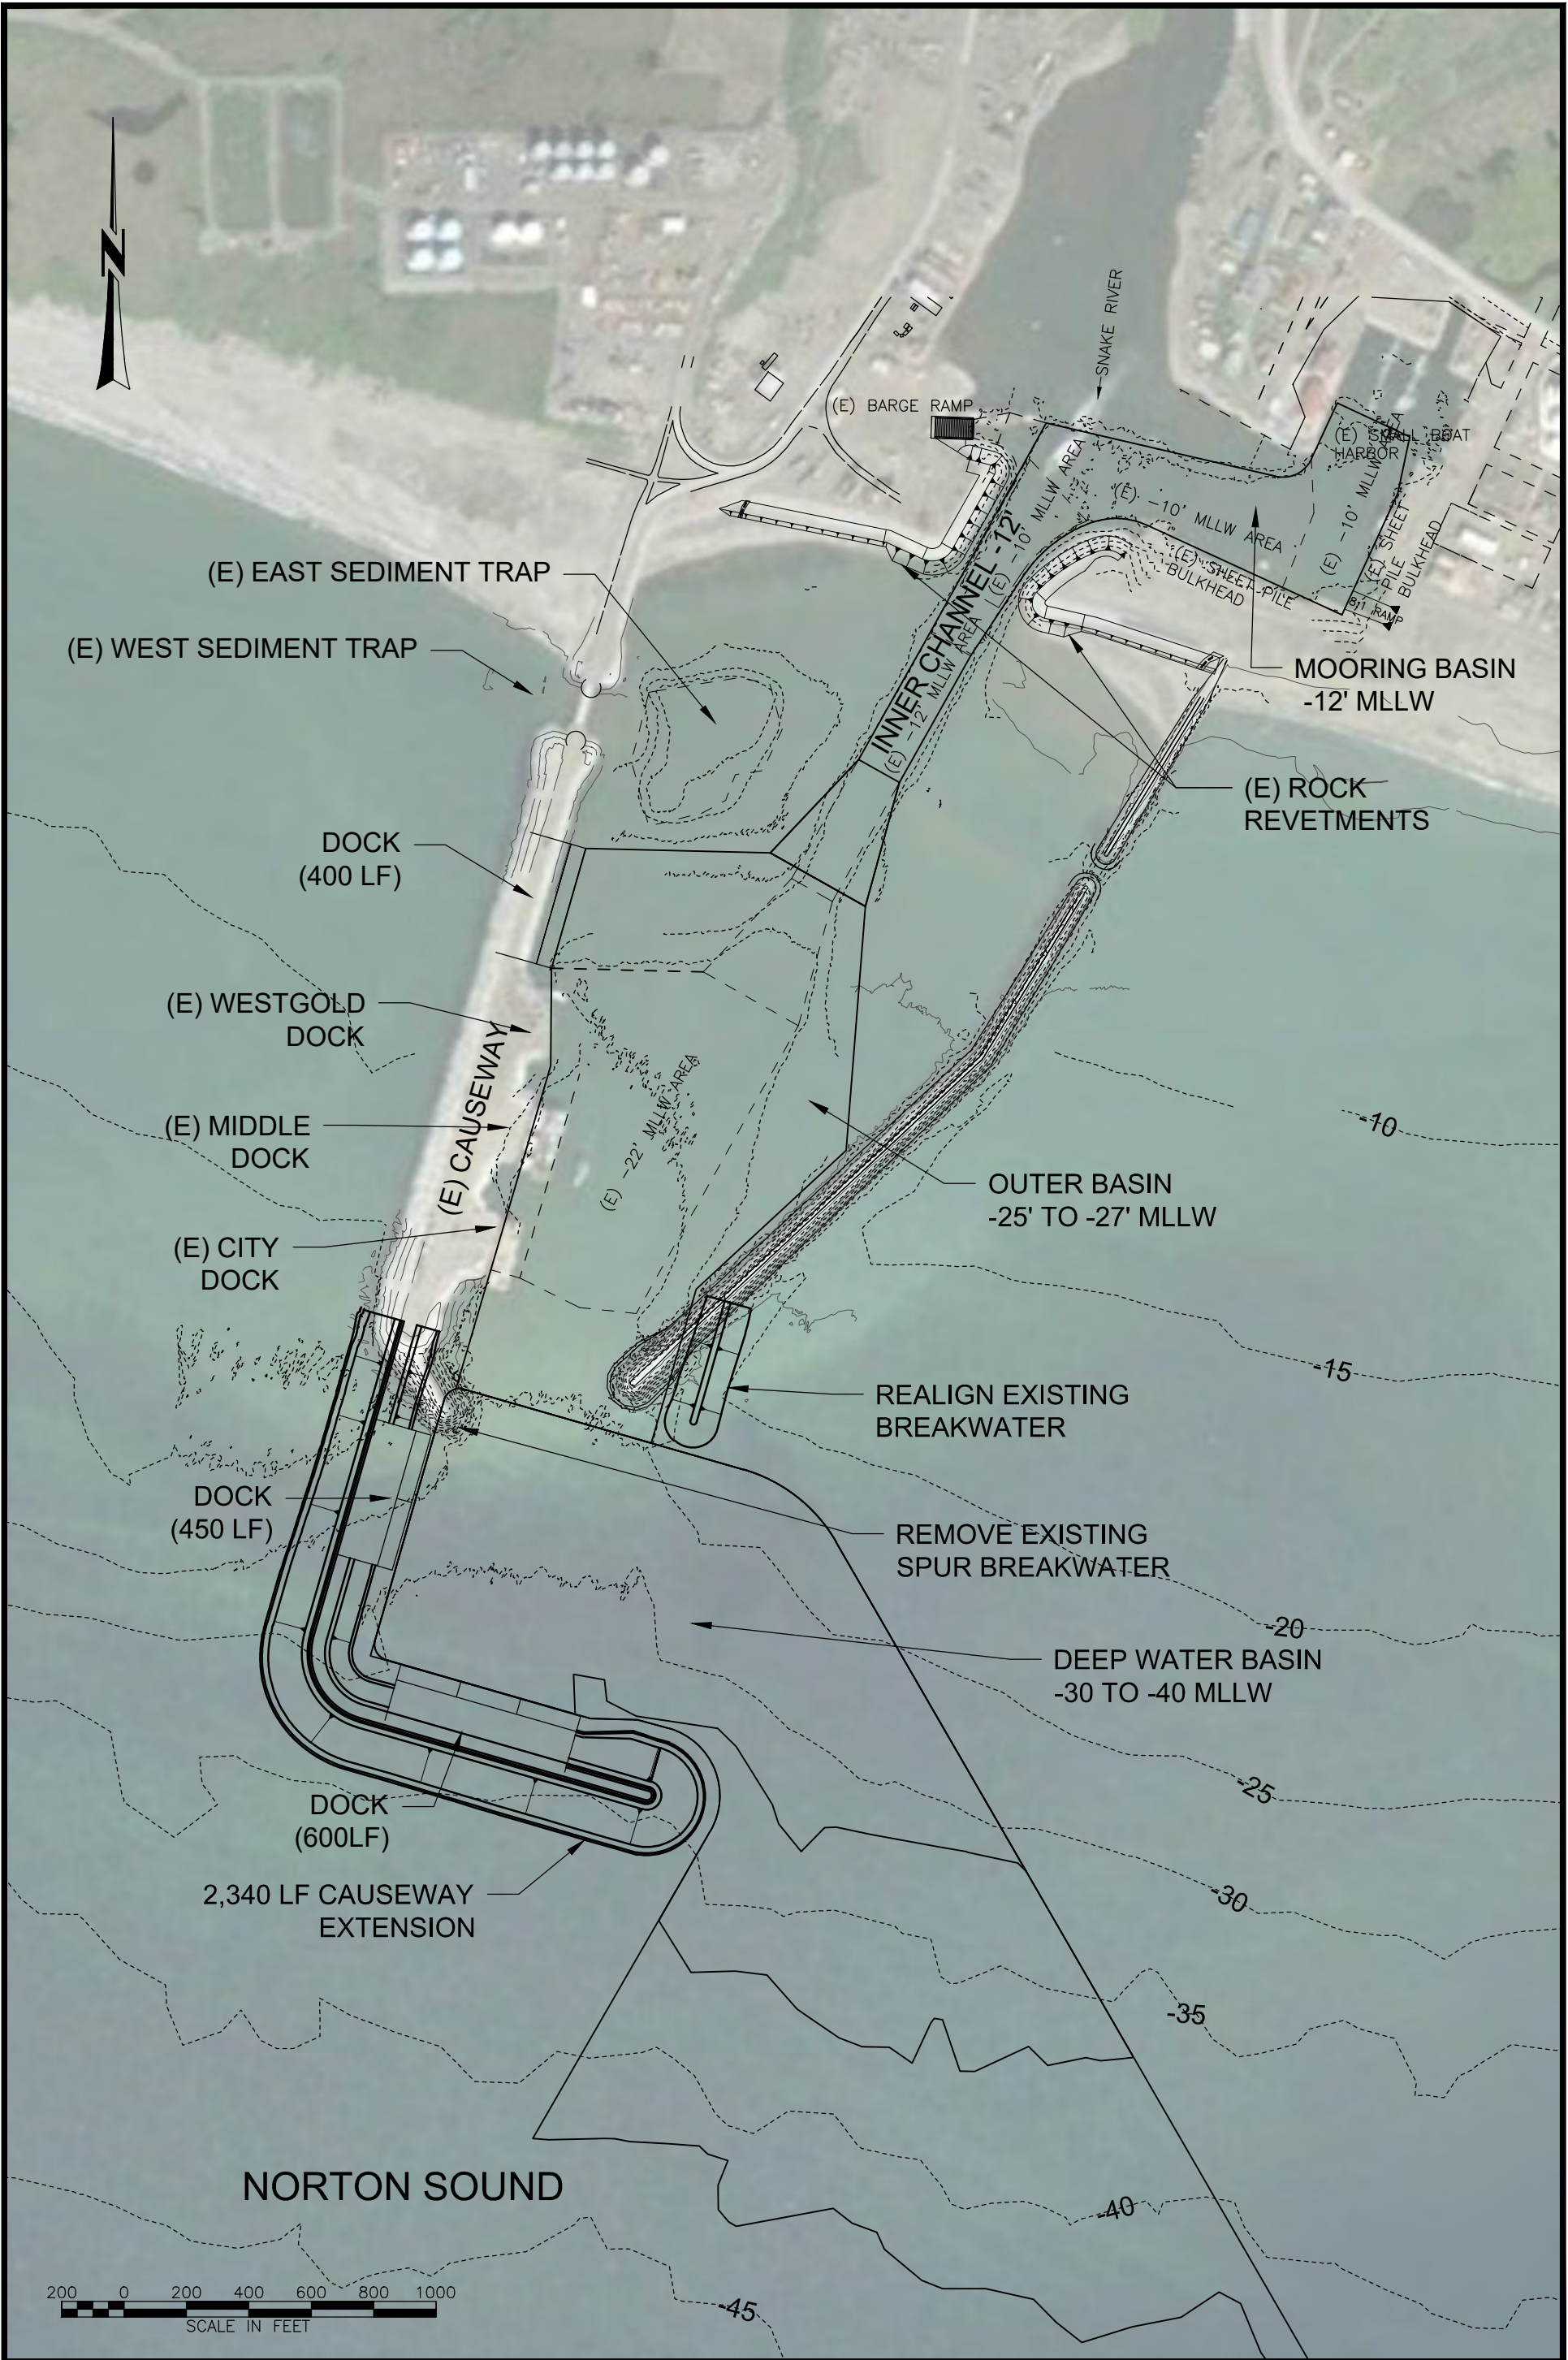 N
SNAKE RIVER
(E) BARGE RAMP
(E) SMALL BOAT
HARBOR
(E) -10' MLLW AREA
(E) -10' MLLW AREA
(E) -10' MLLW AREA
(E) SHEET PILE
BULKHEAD
(E) SHEET
PILE
BULKHEAD
8:1 RAMP
INNER CHANNEL -12'
(E) -12' MLLW AREA
(E) EAST SEDIMENT TRAP
(E) WEST SEDIMENT TRAP
MOORING BASIN
-12' MLLW
(E) ROCK
REVETMENTS
DOCK
(400 LF)
(E) WESTGOLD
DOCK
(E) CAUSEWAY
(E) -22' MLLW AREA
(E) MIDDLE
DOCK
-10
OUTER BASIN
-25' TO -27' MLLW
(E) CITY
DOCK
-15
REALIGN EXISTING
BREAKWATER
DOCK
(450 LF)
REMOVE EXISTING
SPUR BREAKWATER
-20
DEEP WATER BASIN
-30 TO -40 MLLW
-25
DOCK
(600LF)
2,340 LF CAUSEWAY
EXTENSION
-30
-35
NORTON SOUND
-40
-45
200 0 200 400 600 800 1000
SCALE IN FEET